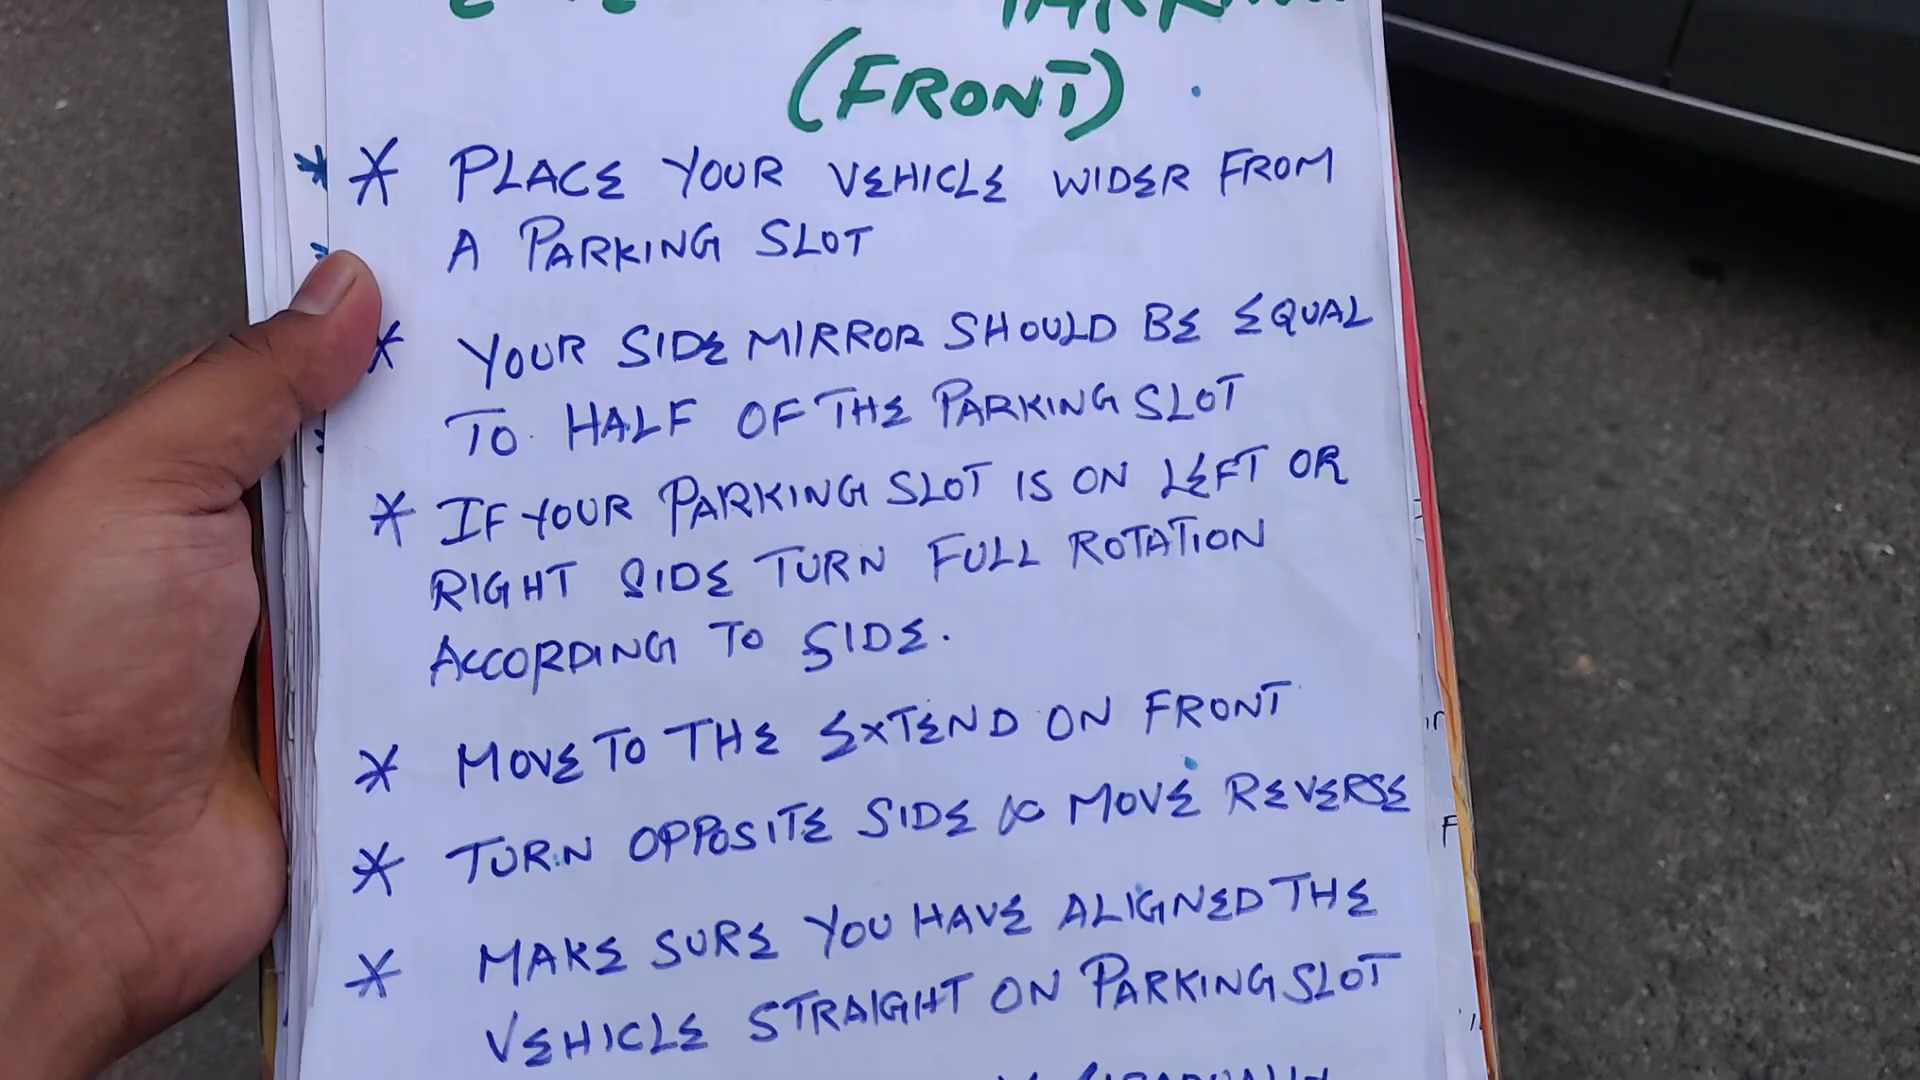 PARKING
(FRONT)
* PLACE YOUR VEHICLE WIDER FROM
A PARKING SLOT
* YOUR SIDE MIRROR SHOULD BE EQUAL
TO HALF OF THE PARKING SLOT
* IF YOUR PARKING SLOT IS ON LEFT OR
RIGHT SIDE TURN FULL ROTATION
ACCORDING TO SIDE.
* MOVE TO THE EXTEND ON FRONT
* TURN OPPOSITE SIDE & MOVE REVERSE
* MAKE SURE YOU HAVE ALIGNED THE
VEHICLE STRAIGHT ON PARKING SLOT
GRADUALLY